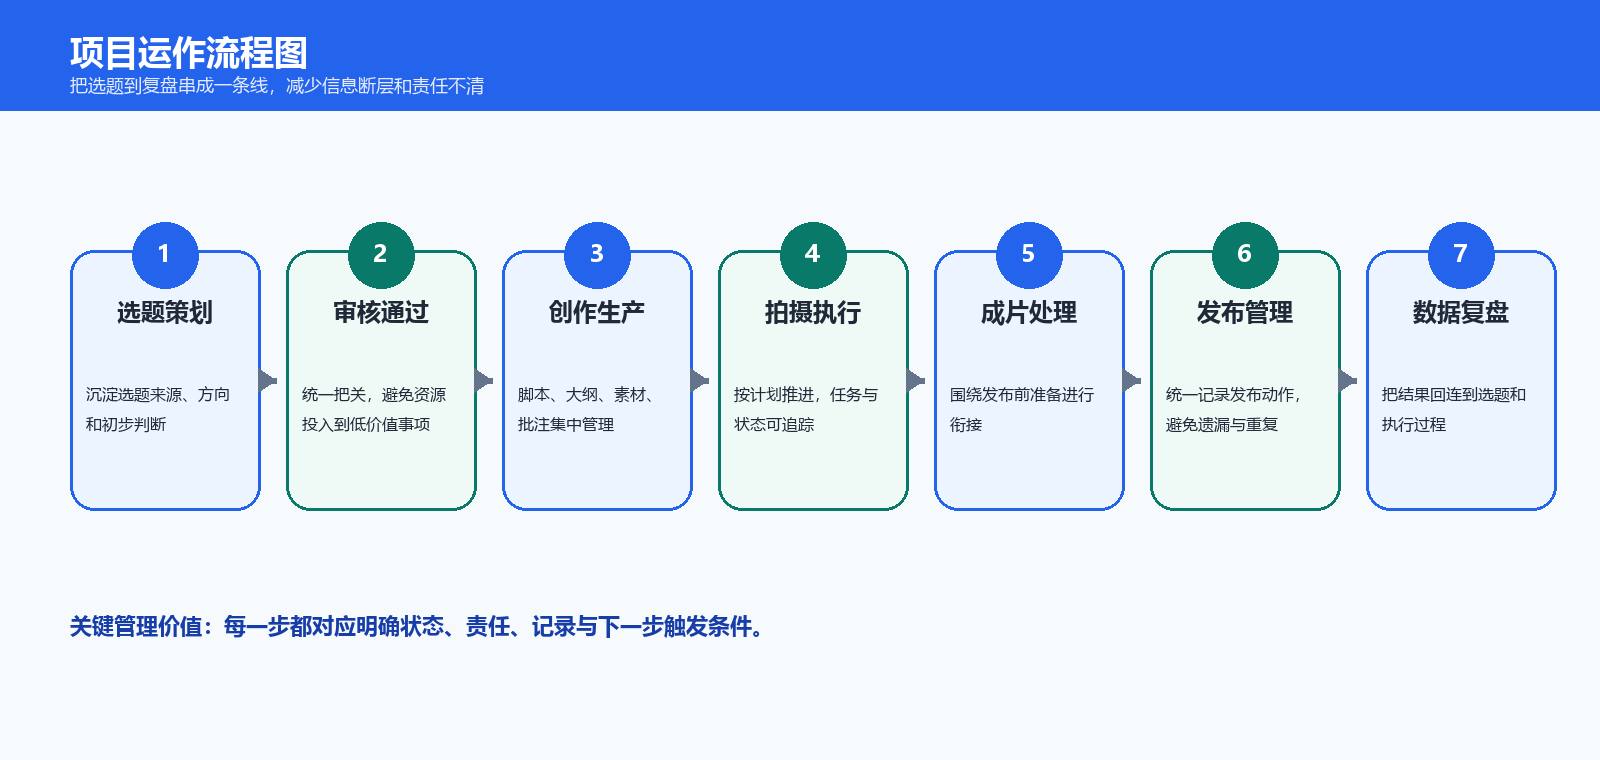 项目运作流程图
把选题到复盘串成一条线，减少信息断层和责任不清
1
选题策划
沉淀选题来源、方向
和初步判断
2
审核通过
统一把关，避免资源
投入到低价值事项
3
创作生产
脚本、大纲、素材、
批注集中管理
4
拍摄执行
按计划推进，任务与
状态可追踪
5
成片处理
围绕发布前准备进行
衔接
6
发布管理
统一记录发布动作，
避免遗漏与重复
7
数据复盘
把结果回连到选题和
执行过程
关键管理价值：每一步都对应明确状态、责任、记录与下一步触发条件。